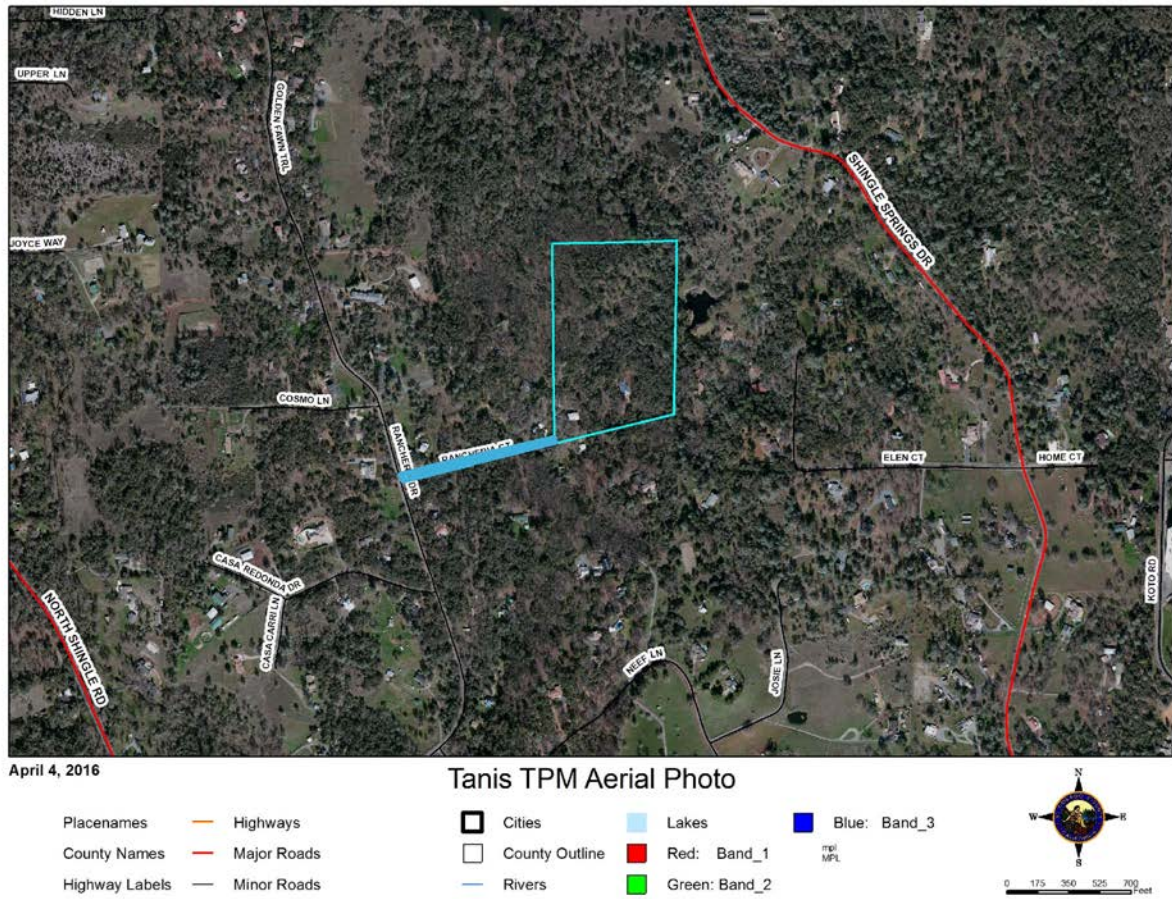 HIDDEN LN
UPPER LN
GOLDEN FAWN TRL
SHINGLE SPRINGS DR
JOYCE WAY
COSMO LN
RANCHERIA CT
DR
ELEN CT
HOME CT
CASA REDONDA DR
CASA CARRI LN
KOTO RD
NORTH SHINGLE RD
NEEF LN
JOSIE LN
April 4, 2016
Tanis TPM Aerial Photo
Placenames
Highways
Cities
Lakes
Blue: Band_3
County Names
Major Roads
County Outline
Red: Band_1
mpl
MPL
Highway Labels
Minor Roads
Rivers
Green: Band_2
N
W
E
S
0 175 350 525 700
Feet